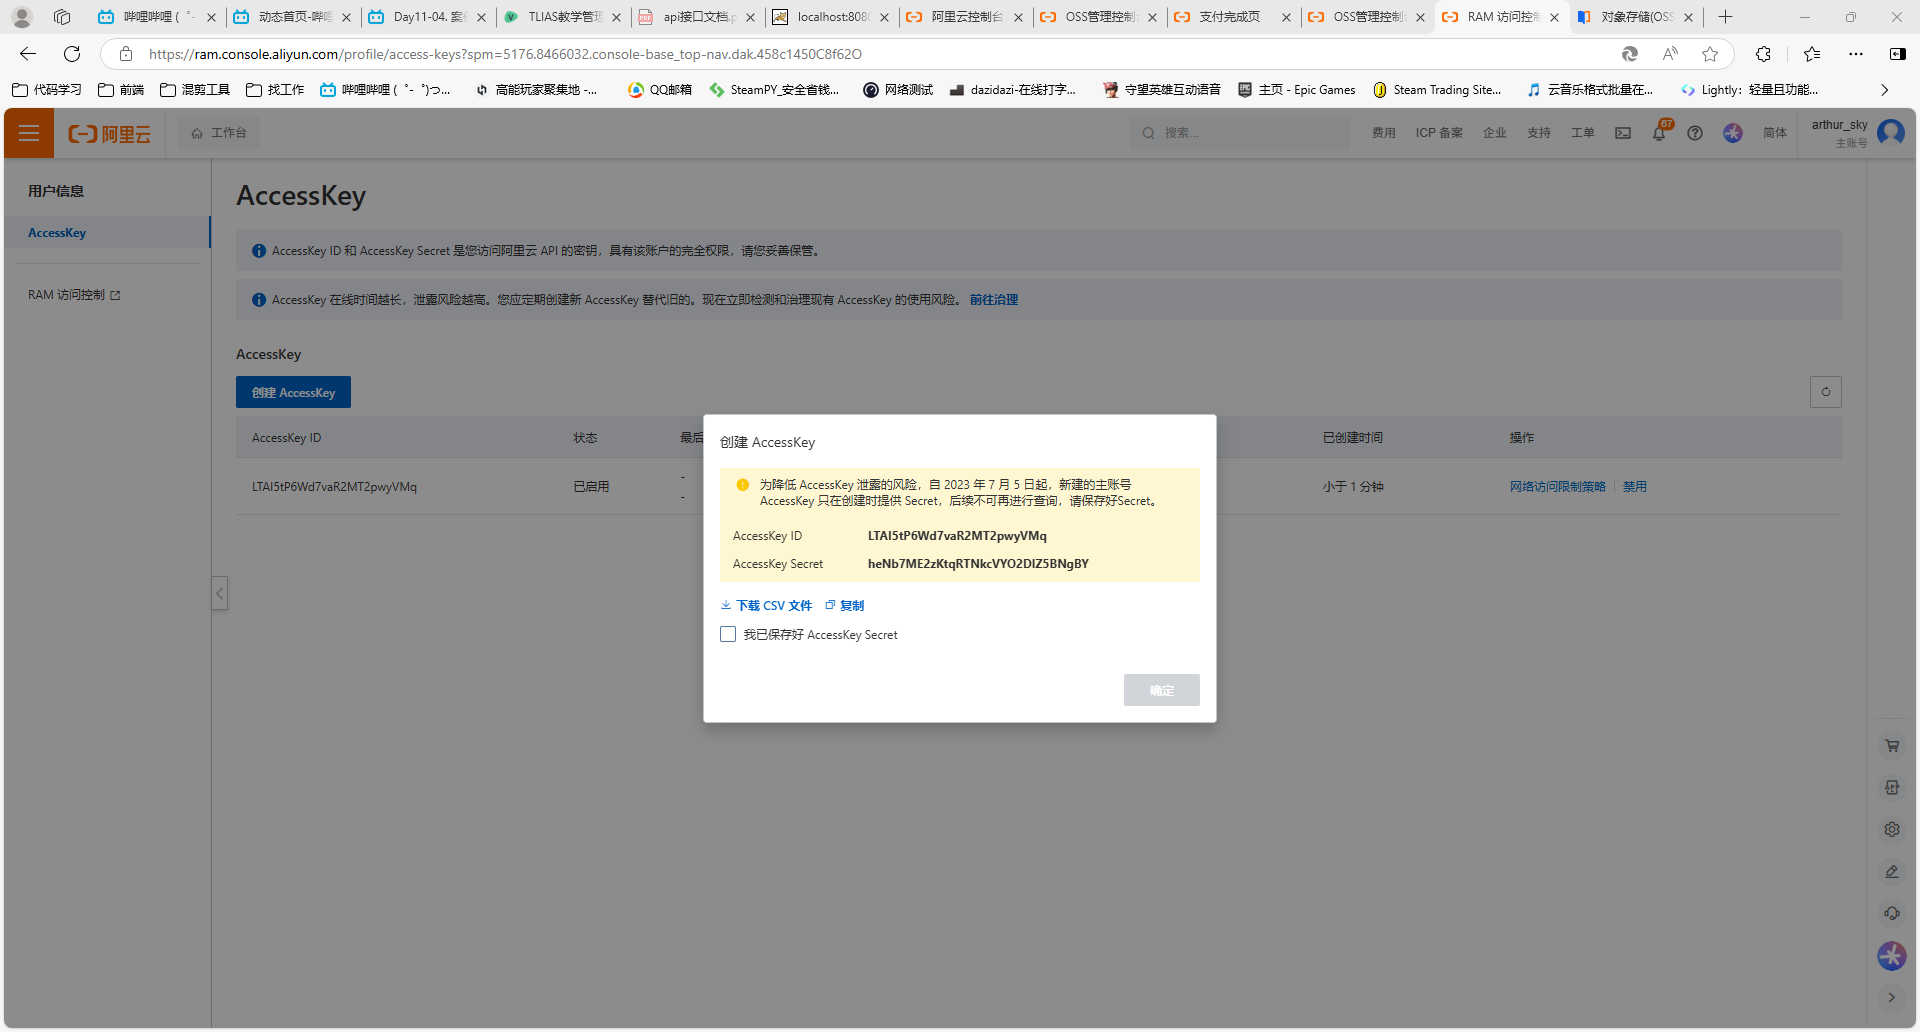 哔哩哔哩 (゜-
动态首页-哔哩
Day11-04. 案例
TLIAS教学管理
api接口文档.p
localhost:8080
阿里云控制台
OSS管理控制台
支付完成页
OSS管理控制台
RAM 访问控制
对象存储(OSS
https://ram.console.aliyun.com/profile/access-keys?spm=5176.8466032.console-base_top-nav.dak.458c1450C8f62O
代码学习
前端
混剪工具
找工作
哔哩哔哩 (゜-゜)つ...
高能玩家聚集地 -...
QQ邮箱
SteamPY_安全省钱...
网络测试
dazidazi-在线打字...
守望英雄互动语音
主页 - Epic Games
Steam Trading Site...
云音乐格式批量在...
Lightly：轻量且功能...
阿里云
工作台
搜索...
费用
ICP 备案
企业
支持
工单
67
简体
arthur_sky
主账号
用户信息
AccessKey
RAM 访问控制
AccessKey
AccessKey ID 和 AccessKey Secret 是您访问阿里云 API 的密钥，具有该账户的完全权限，请您妥善保管。
AccessKey 在线时间越长，泄露风险越高。您应定期创建新 AccessKey 替代旧的。现在立即检测和治理现有 AccessKey 的使用风险。 前往治理
AccessKey
创建 AccessKey
AccessKey ID
状态
最后
已创建时间
操作
LTAI5tP6Wd7vaR2MT2pwyVMq
已启用
-
-
小于 1 分钟
网络访问限制策略
禁用
创建 AccessKey
为降低 AccessKey 泄露的风险，自 2023 年 7 月 5 日起，新建的主账号
AccessKey 只在创建时提供 Secret，后续不可再进行查询，请保存好Secret。
AccessKey ID
LTAI5tP6Wd7vaR2MT2pwyVMq
AccessKey Secret
heNb7ME2zKtqRTNkcVYO2DIZ5BNgBY
下载 CSV 文件
复制
我已保存好 AccessKey Secret
确定